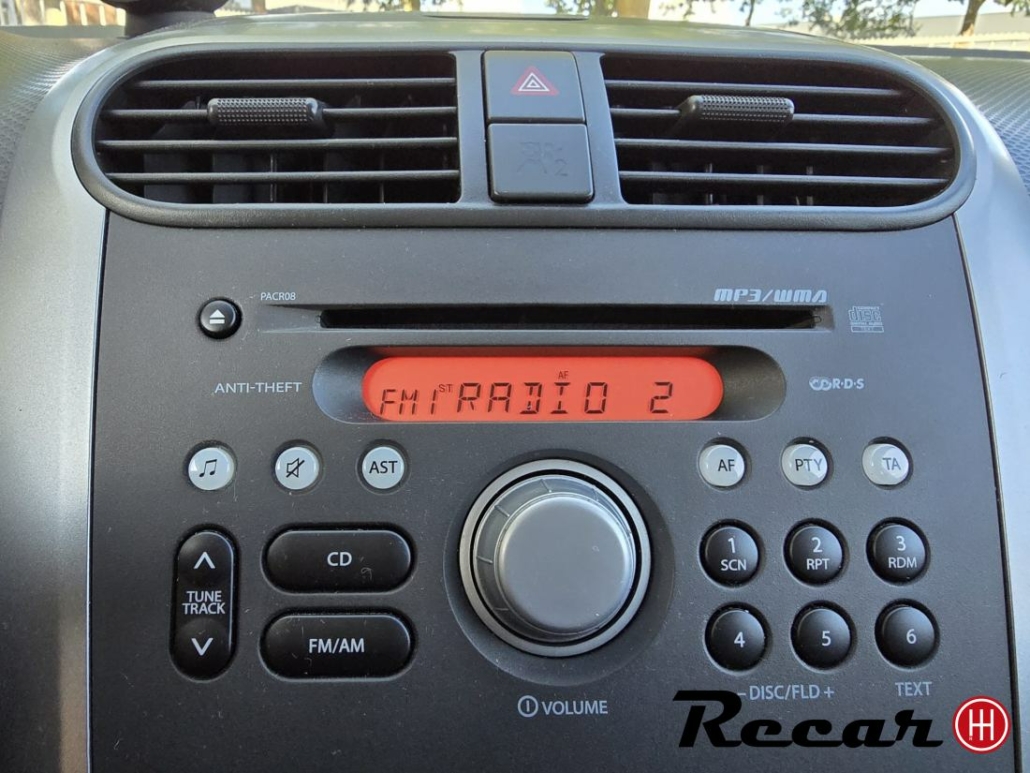 PACR08
MP3/WMA
disc
ANTI-THEFT
AF
FM1 ST RADIO 2
R·D·S
AST
AF
PTY
TA
CD
1
SCN
2
RPT
3
RDM
TUNE
TRACK
FM/AM
4
5
6
VOLUME
- DISC/FLD +
TEXT
Recar
H